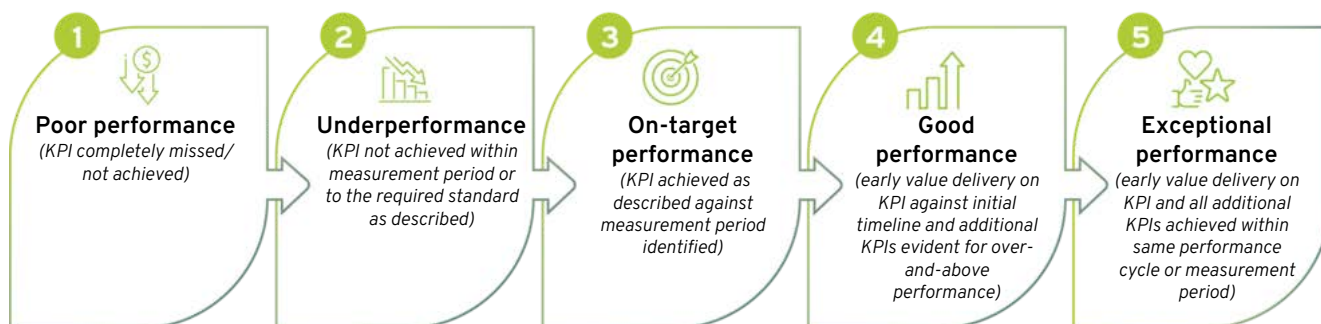 1
Poor performance
(KPI completely missed/
not achieved)
2
Underperformance
(KPI not achieved within
measurement period or
to the required standard
as described)
3
On-target
performance
(KPI achieved as
described against
measurement period
identified)
4
Good
performance
(early value delivery on
KPI against initial
timeline and additional
KPIs evident for over-
and-above
performance)
5
Exceptional
performance
(early value delivery on
KPI and all additional
KPIs achieved within
same performance
cycle or measurement
period)